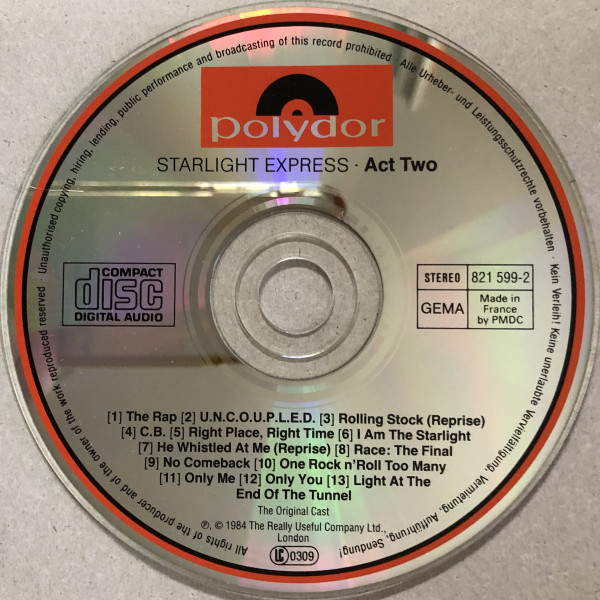 Unauthorised copying, hiring, lending, public performance and broadcasting of this record prohibited · Alle Urheber- und Leistungsschutzrechte vorbehalten · Kein Verleih! Keine unerlaubte Vervielfältigung, Vermietung, Aufführung, Sendung!
polydor
STARLIGHT EXPRESS · Act Two
COMPACT
disc
DIGITAL AUDIO
STEREO 821 599-2
GEMA Made in
France
by PMDC
[1] The Rap [2] U.N.C.O.U.P.L.E.D. [3] Rolling Stock (Reprise)
[4] C.B. [5] Right Place, Right Time [6] I Am The Starlight
[7] He Whistled At Me (Reprise) [8] Race: The Final
[9] No Comeback [10] One Rock n'Roll Too Many
[11] Only Me [12] Only You [13] Light At The
End Of The Tunnel
The Original Cast
℗, © 1984 The Really Useful Company Ltd.,
London
LC 0309
All rights of the producer and of the owner of the work reproduced reserved ·